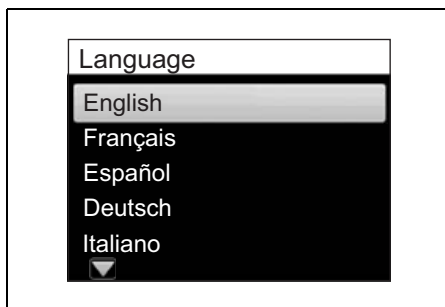 Language
English
Français
Español
Deutsch
Italiano